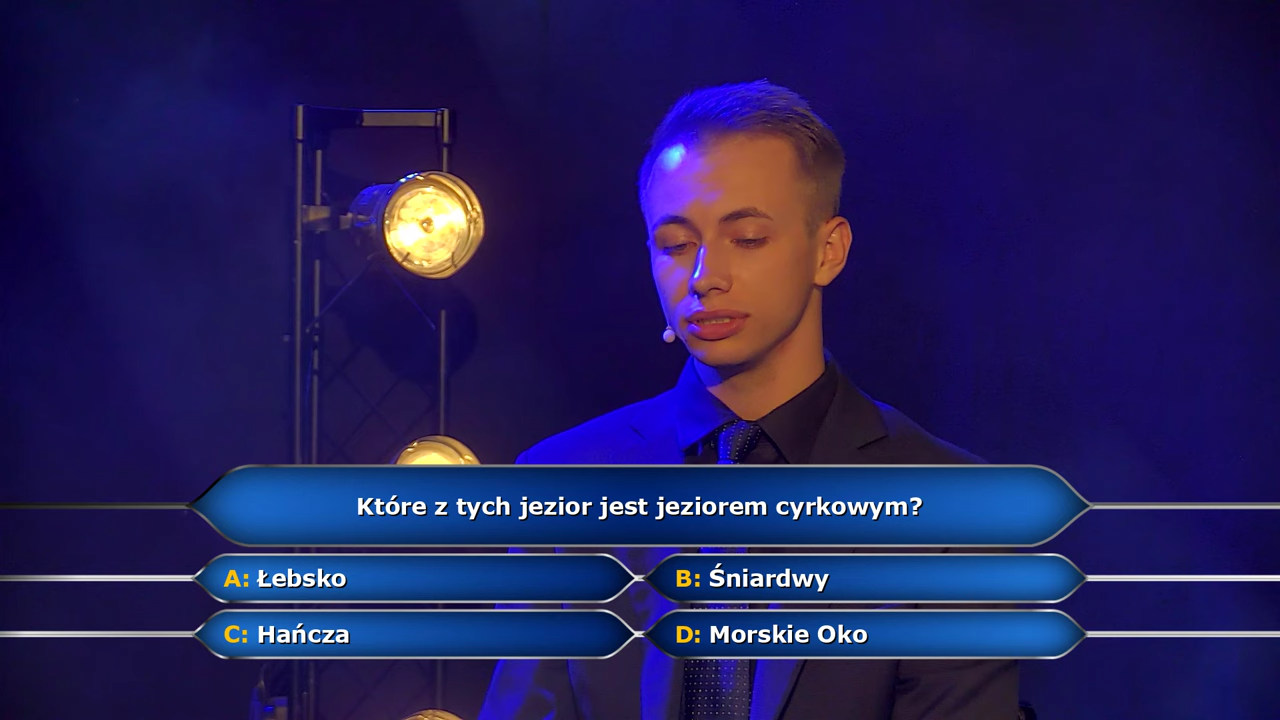 Które z tych jezior jest jeziorem cyrkowym?
A: Łebsko
B: Śniardwy
C: Hańcza
D: Morskie Oko